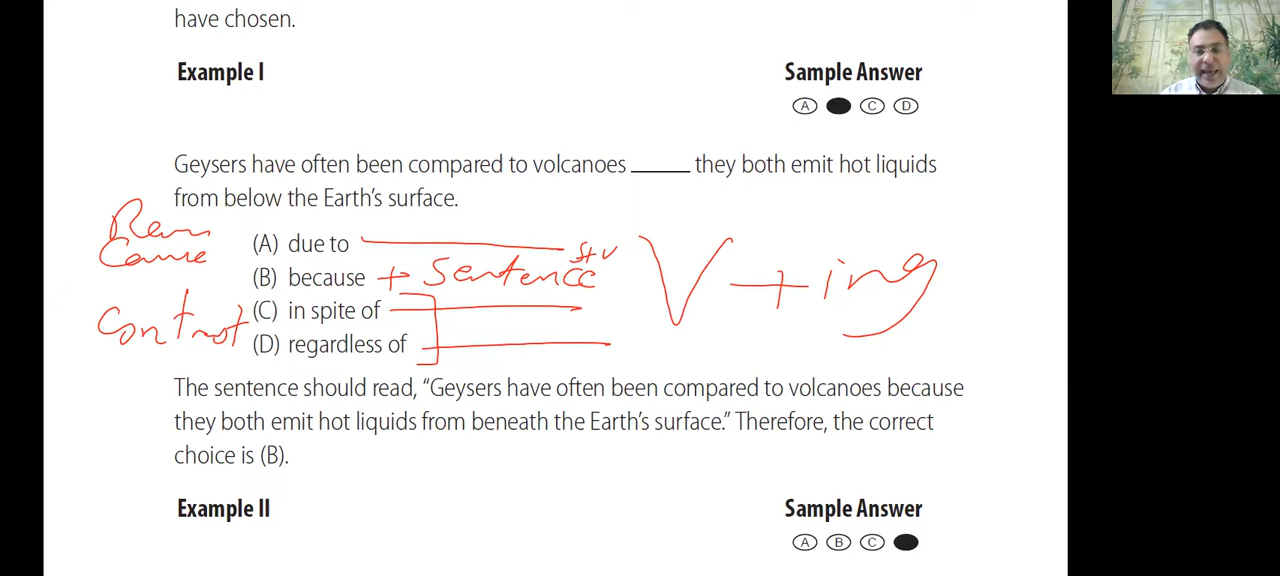 have chosen.
Example I
Sample Answer
A C D
Geysers have often been compared to volcanoes _____ they both emit hot liquids
from below the Earth's surface.
Cause
(A) due to
S+V
(B) because + Sentence
V+ing
(C) in spite of
(D) regardless of
The sentence should read, “Geysers have often been compared to volcanoes because
they both emit hot liquids from beneath the Earth's surface.” Therefore, the correct
choice is (B).
Example II
Sample Answer
A B C